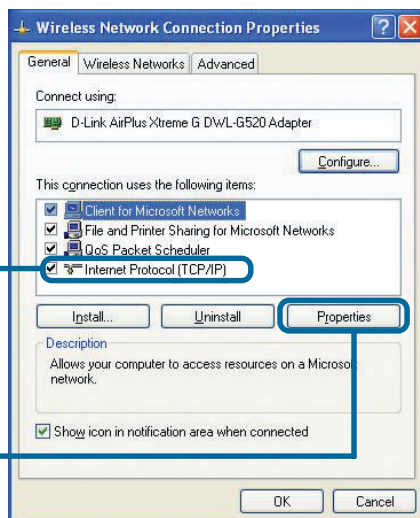 Wireless Network Connection Properties
General Wireless Networks Advanced
Connect using:
D-Link AirPlus Xtreme G DWL-G520 Adapter
Configure...
This connection uses the following items:
Client for Microsoft Networks
File and Printer Sharing for Microsoft Networks
QoS Packet Scheduler
Internet Protocol (TCP/IP)
Install... Uninstall Properties
Description
Allows your computer to access resources on a Microsoft
network.
Show icon in notification area when connected
OK Cancel